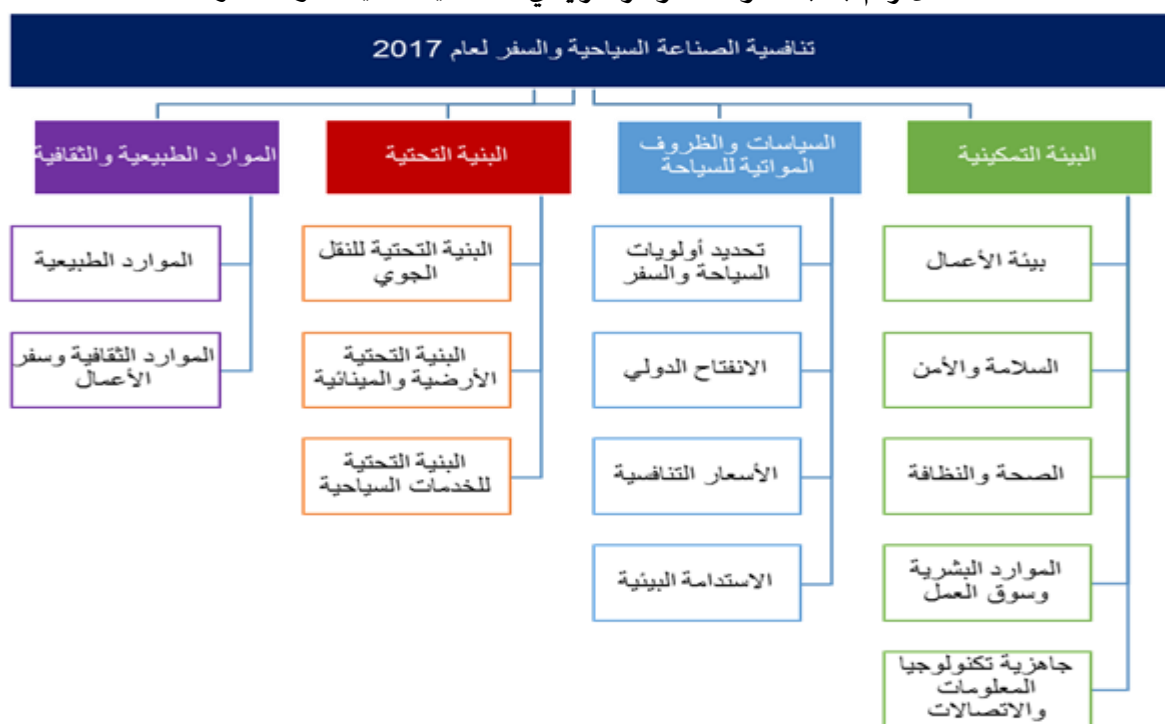 تنافسية الصناعة السياحية والسفر لعام 2017
البيئة التمكينية
السياسات والظروف
المواتية للسياحة
البنية التحتية
الموارد الطبيعية والثقافية
بيئة الأعمال
السلامة والأمن
الصحة والنظافة
الموارد البشرية
وسوق العمل
جاهزية تكنولوجيا
المعلومات
والاتصالات
تحديد أولويات
السياحة والسفر
الانفتاح الدولي
الأسعار التنافسية
الاستدامة البيئية
البنية التحتية للنقل
الجوي
البنية التحتية
الأرضية والمينائية
البنية التحتية
للخدمات السياحية
الموارد الطبيعية
الموارد الثقافية وسفر
الأعمال